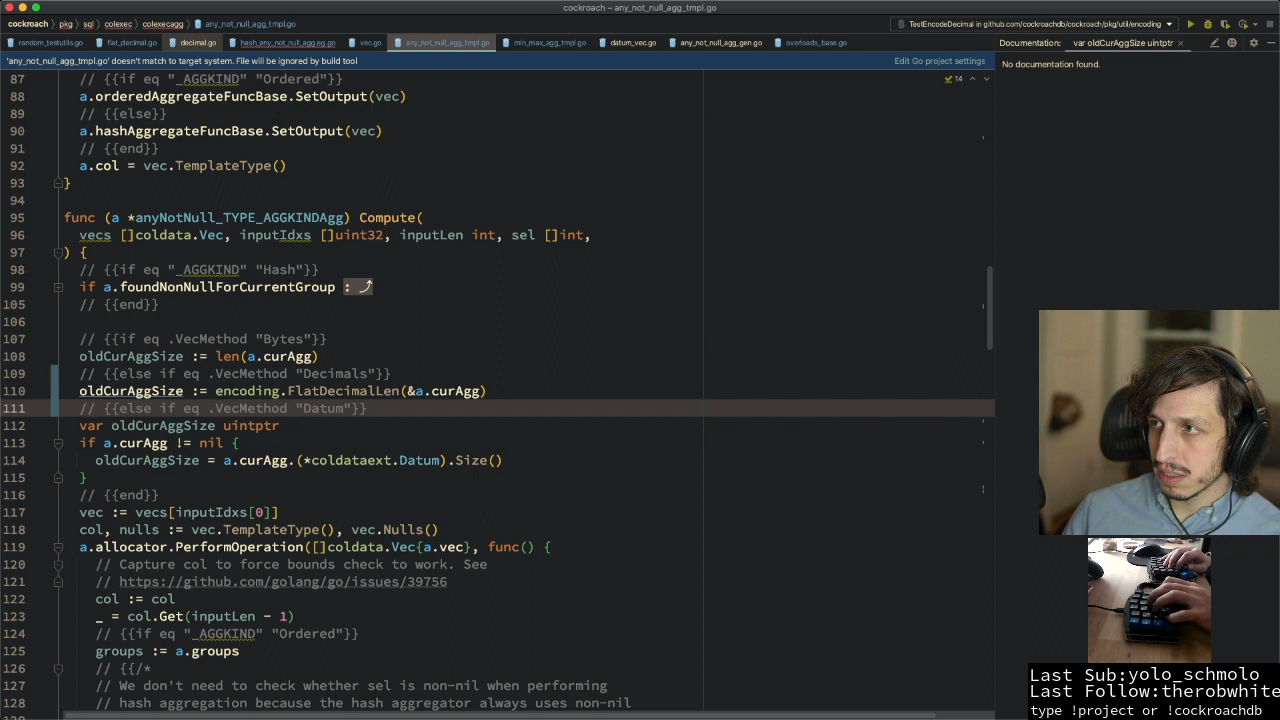 cockroach – any_not_null_agg_tmpl.go
cockroach › pkg › sql › colexec › colexecagg › any_not_null_agg_tmpl.go
TestEncodeDecimal in github.com/cockroachdb/cockroach/pkg/util/encoding
random_testutils.go flat_decimal.go decimal.go hash_any_not_null_agg.eg.go vec.go any_not_null_agg_tmpl.go min_max_agg_tmpl.go datum_vec.go any_not_null_agg_gen.go overloads_base.go
Documentation: var oldCurAggSize uintptr ×
'any_not_null_agg_tmpl.go' doesn't match to target system. File will be ignored by build tool Edit Go project settings
No documentation found.
14
87 // {{if eq "_AGGKIND" "Ordered"}}
88 a.orderedAggregateFuncBase.SetOutput(vec)
89 // {{else}}
90 a.hashAggregateFuncBase.SetOutput(vec)
91 // {{end}}
92 a.col = vec.TemplateType()
93 }
94
95 func (a *anyNotNull_TYPE_AGGKINDAgg) Compute(
96 vecs []coldata.Vec, inputIdxs []uint32, inputLen int, sel []int,
97 ) {
98 // {{if eq "_AGGKIND" "Hash"}}
99 if a.foundNonNullForCurrentGroup :
105 // {{end}}
106
107 // {{if eq .VecMethod "Bytes"}}
108 oldCurAggSize := len(a.curAgg)
109 // {{else if eq .VecMethod "Decimals"}}
110 oldCurAggSize := encoding.FlatDecimalLen(&a.curAgg)
111 // {{else if eq .VecMethod "Datum"}}
112 var oldCurAggSize uintptr
113 if a.curAgg != nil {
114 oldCurAggSize = a.curAgg.(*coldataext.Datum).Size()
115 }
116 // {{end}}
117 vec := vecs[inputIdxs[0]]
118 col, nulls := vec.TemplateType(), vec.Nulls()
119 a.allocator.PerformOperation([]coldata.Vec{a.vec}, func() {
120 // Capture col to force bounds check to work. See
121 // https://github.com/golang/go/issues/39756
122 col := col
123 _ = col.Get(inputLen - 1)
124 // {{if eq "_AGGKIND" "Ordered"}}
125 groups := a.groups
126 // {{/*
127 // We don't need to check whether sel is non-nil when performing
128 // hash aggregation because the hash aggregator always uses non-nil
Last Sub:yolo_schmolo
Last Follow:therobwhite
type !project or !cockroachdb